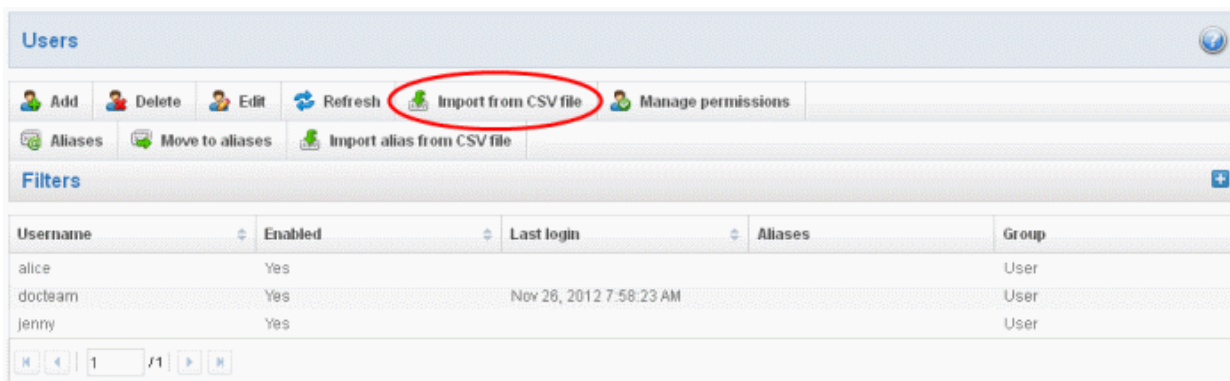 Users
Add Delete Edit Refresh Import from CSV file Manage permissions
Aliases Move to aliases Import alias from CSV file
Filters
Username Enabled Last login Aliases Group
alice Yes User
docteam Yes Nov 26, 2012 7:58:23 AM User
jenny Yes User
1 /1